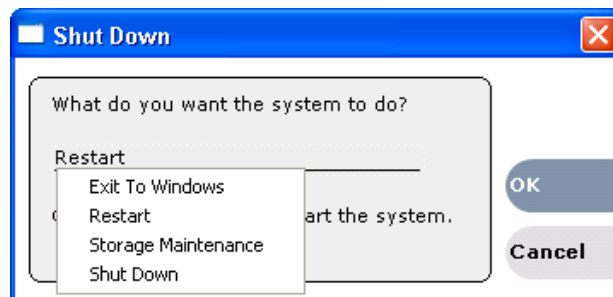 Shut Down
What do you want the system to do?
Restart
Exit To Windows
Restart
art the system.
Storage Maintenance
Shut Down
OK
Cancel